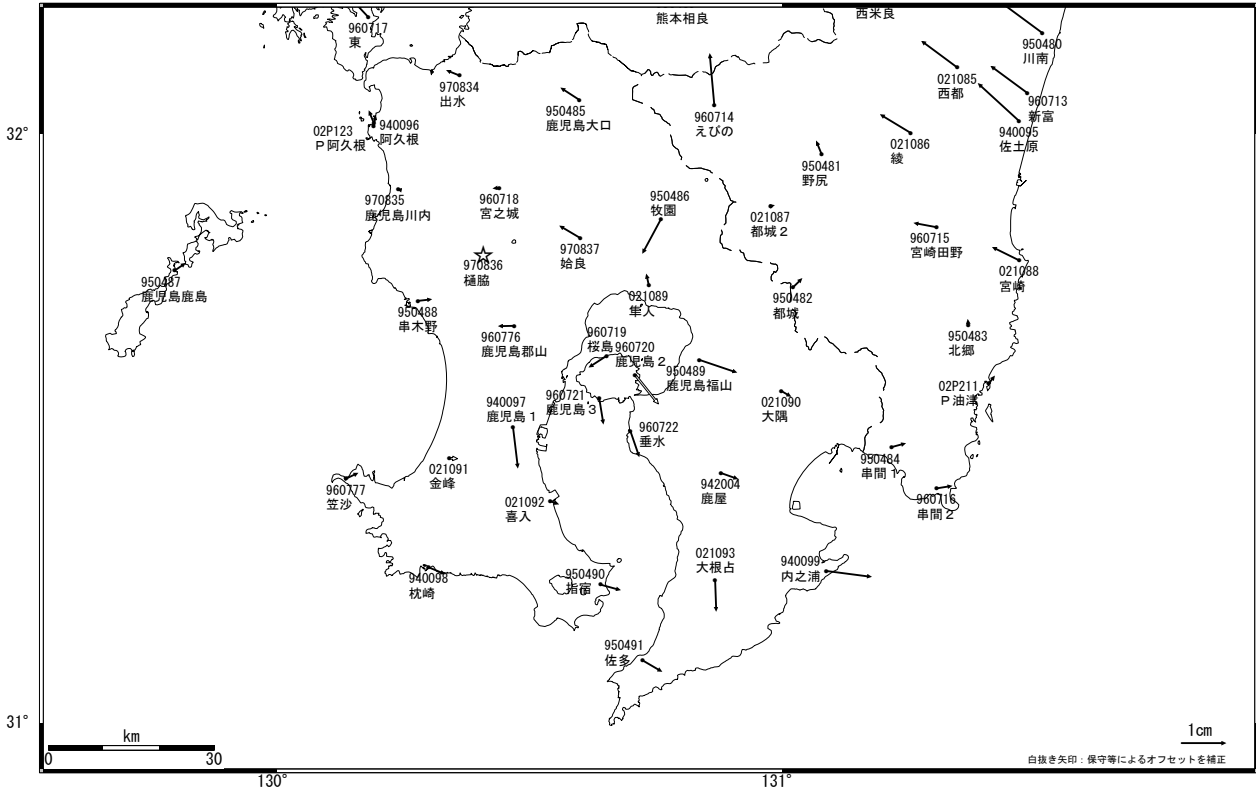 熊本相良
西米良
960717
東
950480
川南
970834
出水
950485
鹿児島大口
960714
えびの
021085
西都
960713
新富
32°
02P123
P阿久根
940096
阿久根
021086
綾
940095
佐土原
950481
野尻
970835
鹿児島川内
960718
宮之城
950486
牧園
021087
都城2
970837
姶良
960715
宮崎田野
970836
樋脇
021088
宮崎
950487
鹿児島鹿島
021089
隼人
950482
都城
950488
串木野
960776
鹿児島郡山
960719
桜島
960720
鹿児島2
950483
北郷
950489
鹿児島福山
02P211
P油津
940097
鹿児島1
960721
鹿児島3
021090
大隅
960722
垂水
021091
金峰
950484
串間1
960777
笠沙
021092
喜入
942004
鹿屋
960716
串間2
940098
枕崎
950490
指宿
021093
大根占
940099
内之浦
950491
佐多
31°
km
0 30
1cm
白抜き矢印：保守等によるオフセットを補正
130°
131°